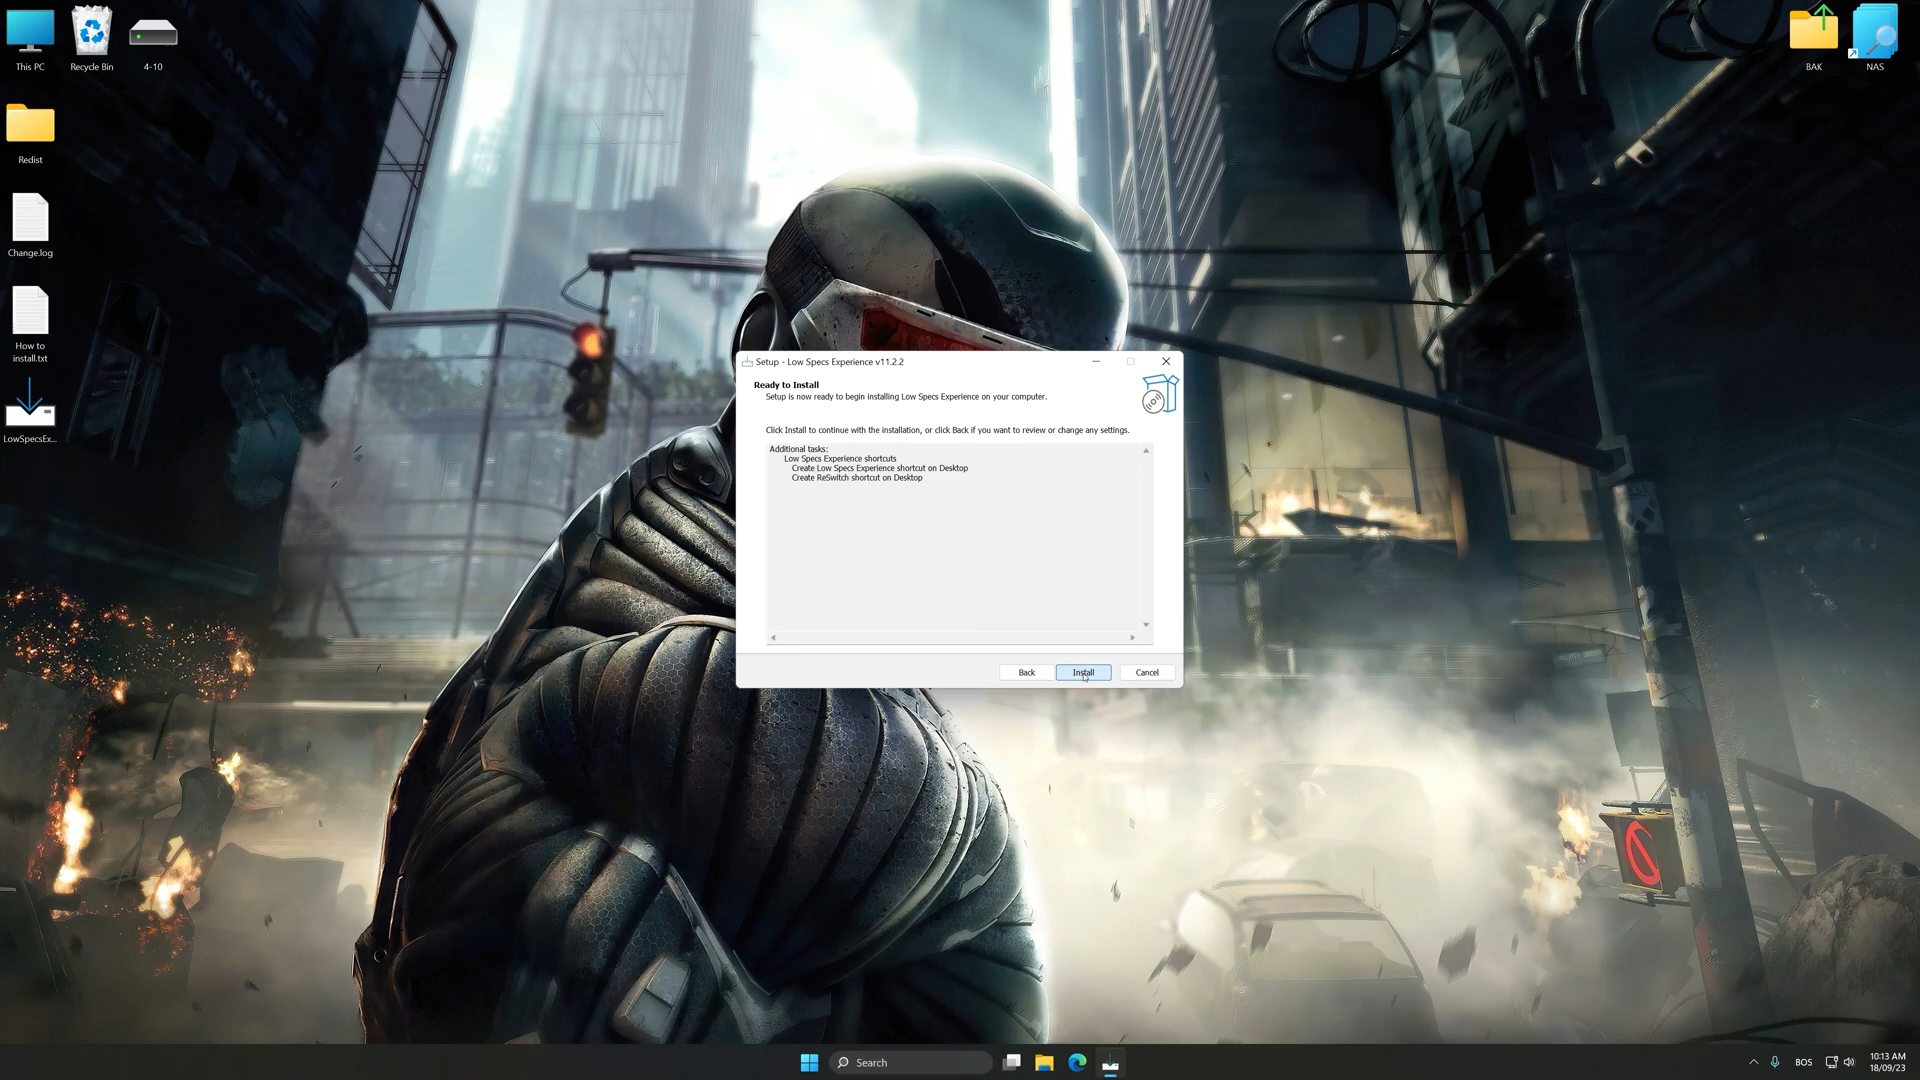 This PC
Recycle Bin
4-10
BAK
NAS
Redist
Change.log
How to
install.txt
LowSpecsEx...
Setup - Low Specs Experience v11.2.2
Ready to Install
Setup is now ready to begin installing Low Specs Experience on your computer.
Click Install to continue with the installation, or click Back if you want to review or change any settings.
Additional tasks:
Low Specs Experience shortcuts
Create Low Specs Experience shortcut on Desktop
Create ReSwitch shortcut on Desktop
Back
Install
Cancel
Search
BOS
10:13 AM
18/09/23